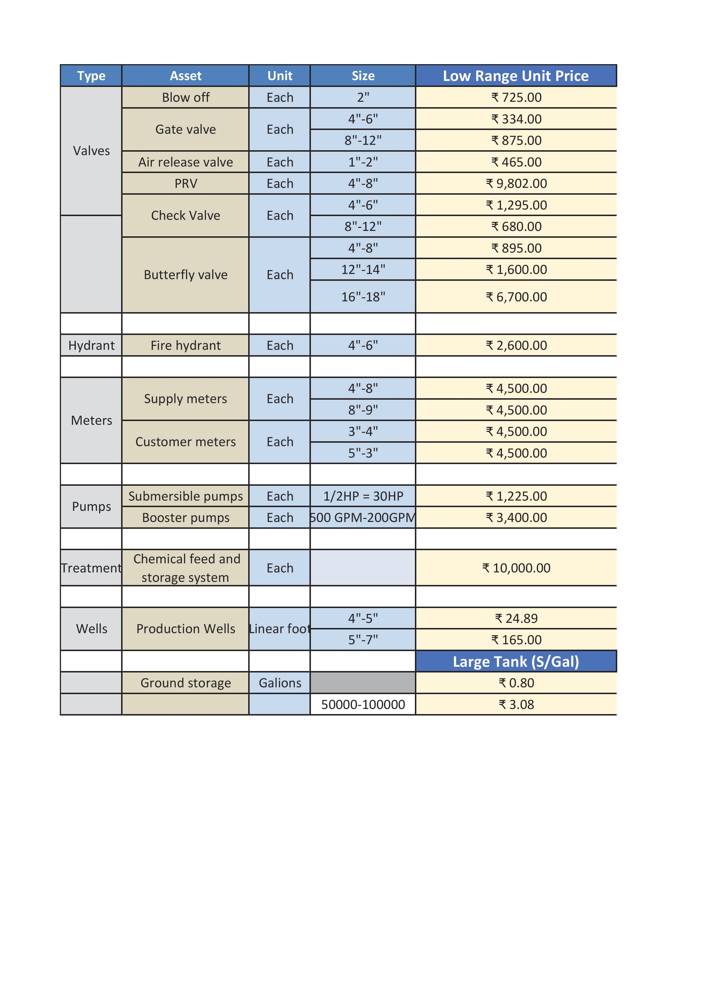 Type Asset Unit Size Low Range Unit Price
Valves
Blow off Each 2" ₹ 725.00
Gate valve Each
4"-6" ₹ 334.00
8"-12" ₹ 875.00
Air release valve Each 1"-2" ₹ 465.00
PRV Each 4"-8" ₹ 9,802.00
Check Valve Each
4"-6" ₹ 1,295.00
8"-12" ₹ 680.00
Butterfly valve Each
4"-8" ₹ 895.00
12"-14" ₹ 1,600.00
16"-18" ₹ 6,700.00
Hydrant Fire hydrant Each 4"-6" ₹ 2,600.00
Meters
Supply meters Each
4"-8" ₹ 4,500.00
8"-9" ₹ 4,500.00
Customer meters Each
3"-4" ₹ 4,500.00
5"-3" ₹ 4,500.00
Pumps
Submersible pumps Each 1/2HP = 30HP ₹ 1,225.00
Booster pumps Each 500 GPM-200GPM ₹ 3,400.00
Treatment
Chemical feed and
storage system
Each ₹ 10,000.00
Wells Production Wells Linear foot
4"-5" ₹ 24.89
5"-7" ₹ 165.00
Large Tank (S/Gal)
Ground storage Galions ₹ 0.80
50000-100000 ₹ 3.08